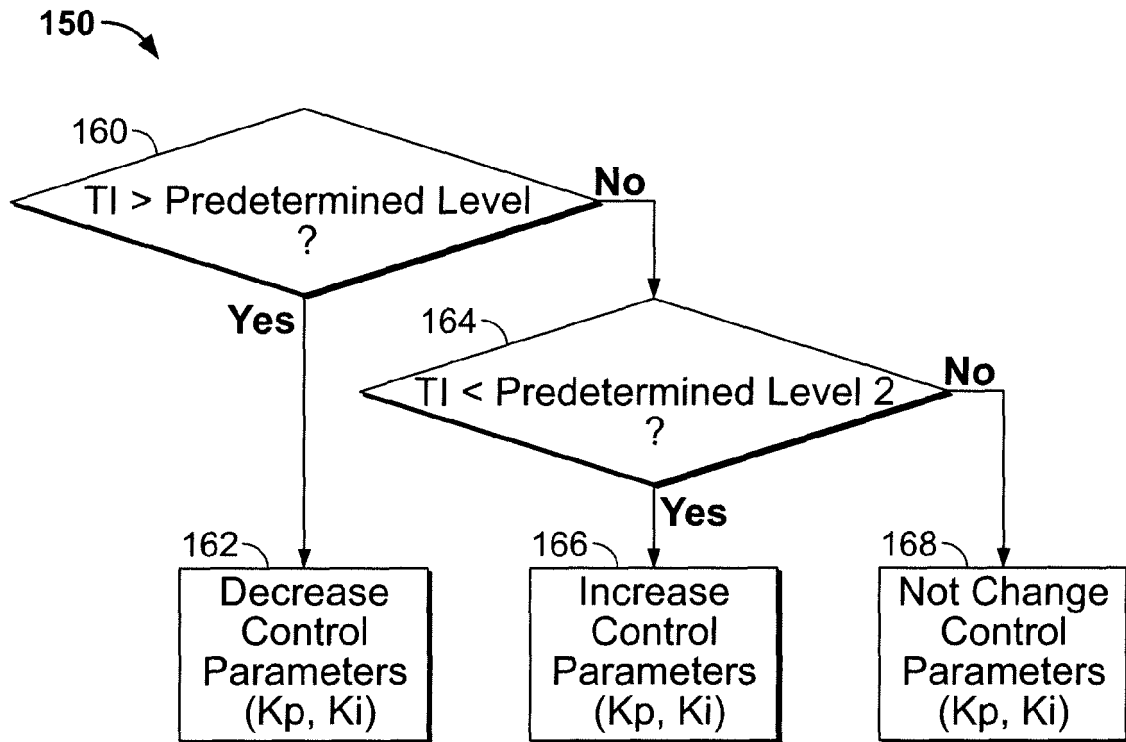 150
160
TI > Predetermined Level
?
No
Yes
164
TI < Predetermined Level 2
?
No
Yes
162
Decrease
Control
Parameters
(Kp, Ki)
166
Increase
Control
Parameters
(Kp, Ki)
168
Not Change
Control
Parameters
(Kp, Ki)